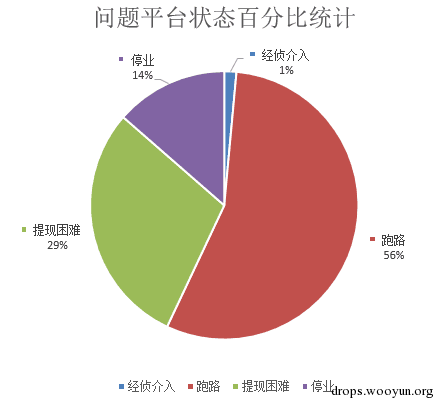 问题平台状态百分比统计
停业
14%
经侦介入
1%
提现困难
29%
跑路
56%
经侦介入 跑路 提现困难 停业
drops.wooyun.org